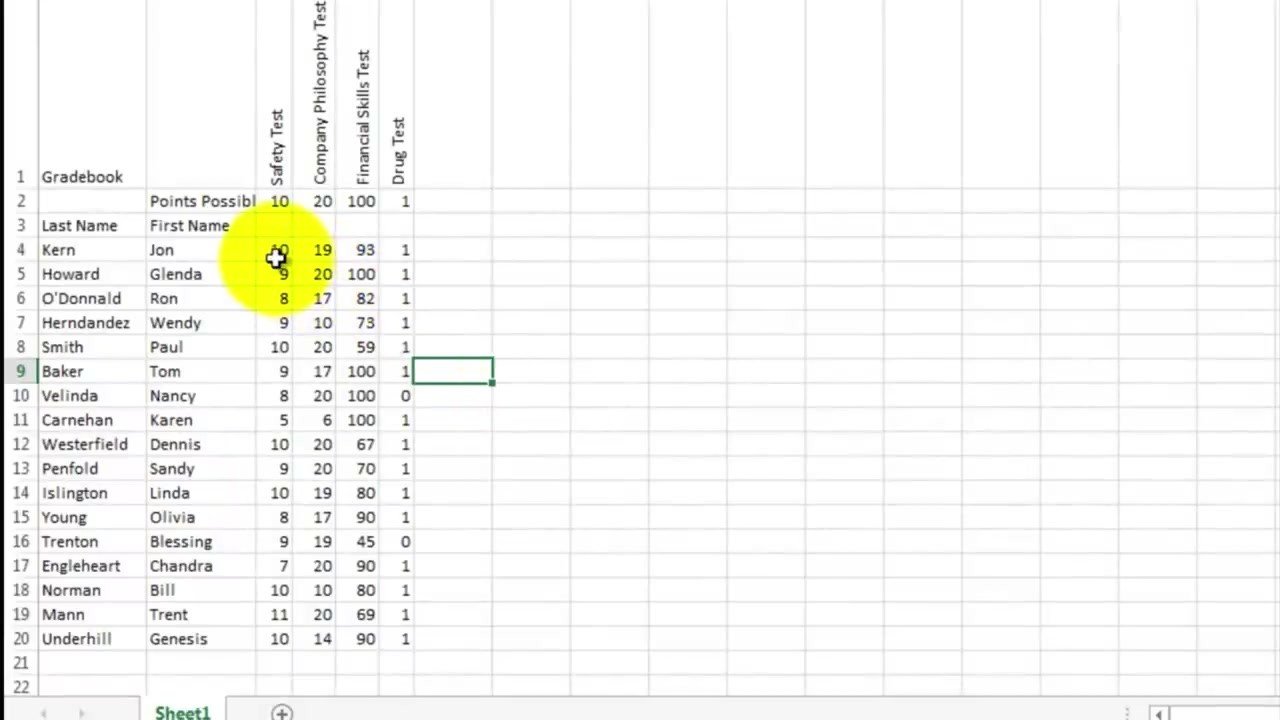 Safety Test Company Philosophy Test Financial Skills Test Drug Test
1 Gradebook
2 Points Possibl 10 20 100 1
3 Last Name First Name
4 Kern Jon 10 19 93 1
5 Howard Glenda 9 20 100 1
6 O'Donnald Ron 8 17 82 1
7 Herndandez Wendy 9 10 73 1
8 Smith Paul 10 20 59 1
9 Baker Tom 9 17 100 1
10 Velinda Nancy 8 20 100 0
11 Carnehan Karen 5 6 100 1
12 Westerfield Dennis 10 20 67 1
13 Penfold Sandy 9 20 70 1
14 Islington Linda 10 19 80 1
15 Young Olivia 8 17 90 1
16 Trenton Blessing 9 19 45 0
17 Engleheart Chandra 7 20 90 1
18 Norman Bill 10 10 80 1
19 Mann Trent 11 20 69 1
20 Underhill Genesis 10 14 90 1
21
22
Sheet1